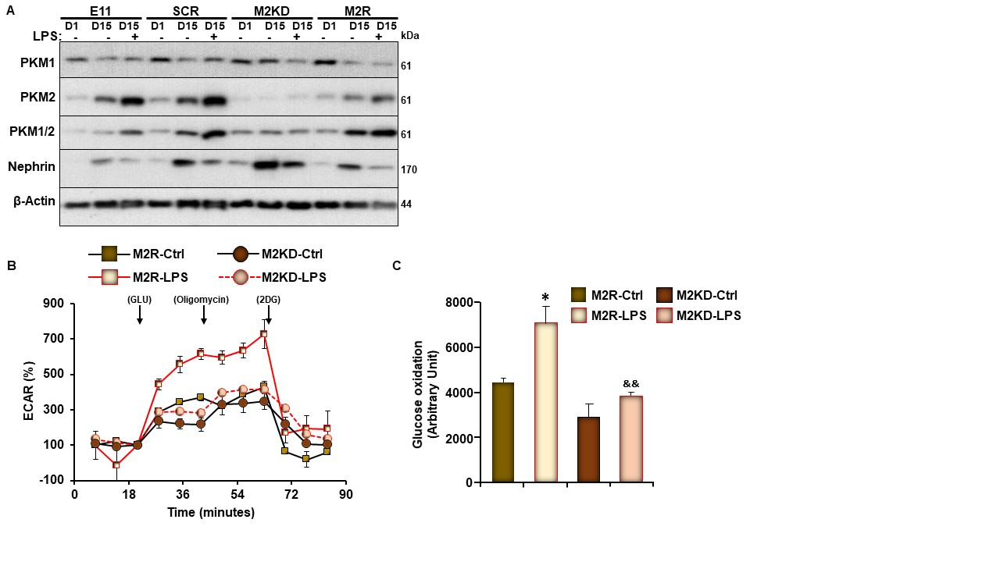 A
E11 SCR M2KD M2R
D1 D15 D15 D1 D15 D15 D1 D15 D15 D1 D15 D15
LPS: - - + - - + - - + - - + kDa
PKM1 61
PKM2 61
PKM1/2 61
Nephrin 170
β-Actin 44
B
M2R-Ctrl M2KD-Ctrl
M2R-LPS M2KD-LPS
(GLU) (Oligomycin) (2DG)
900
700
500
300
100
-100
ECAR (%)
0 18 36 54 72 90
Time (minutes)
C
M2R-Ctrl M2KD-Ctrl
M2R-LPS M2KD-LPS
8000
6000
4000
2000
0
Glucose oxidation
(Arbitrary Unit)
*
&&